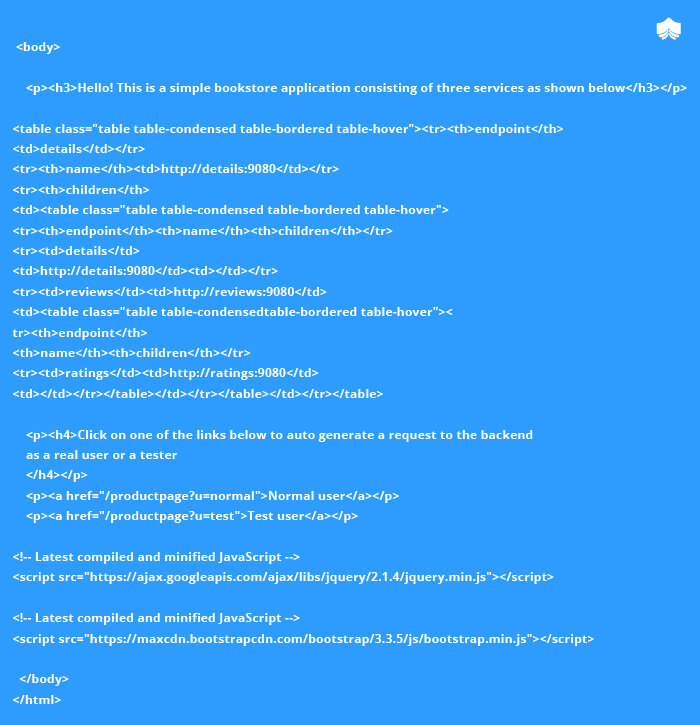 <body>
<p><h3>Hello! This is a simple bookstore application consisting of three services as shown below</h3></p>
<table class="table table-condensed table-bordered table-hover"><tr><th>endpoint</th>
<td>details</td></tr>
<tr><th>name</th><td>http://details:9080</td></tr>
<tr><th>children</th>
<td><table class="table table-condensed table-bordered table-hover">
<tr><th>endpoint</th><th>name</th><th>children</th></tr>
<tr><td>details</td>
<td>http://details:9080</td><td></td></tr>
<tr><td>reviews</td><td>http://reviews:9080</td>
<td><table class="table table-condensedtable-bordered table-hover"><
tr><th>endpoint</th>
<th>name</th><th>children</th></tr>
<tr><td>ratings</td><td>http://ratings:9080</td>
<td></td></tr></table></td></tr></table></td></tr></table>
<p><h4>Click on one of the links below to auto generate a request to the backend
as a real user or a tester
</h4></p>
<p><a href="/productpage?u=normal">Normal user</a></p>
<p><a href="/productpage?u=test">Test user</a></p>
<!-- Latest compiled and minified JavaScript -->
<script src="https://ajax.googleapis.com/ajax/libs/jquery/2.1.4/jquery.min.js"></script>
<!-- Latest compiled and minified JavaScript -->
<script src="https://maxcdn.bootstrapcdn.com/bootstrap/3.3.5/js/bootstrap.min.js"></script>
</body>
</html>